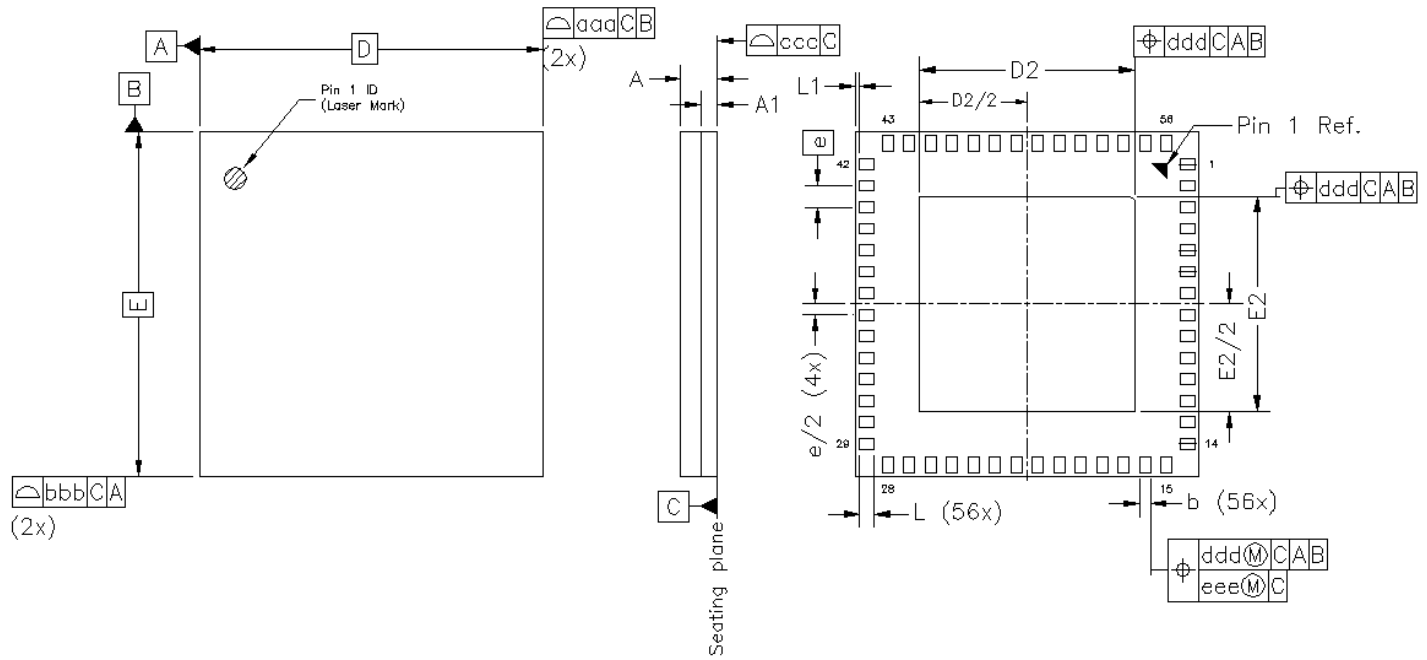 ⌓ aaa C B
(2x)
A
D
⌓ ccc C
⌖ ddd C A B
D2
A
L1
B
Pin 1 ID
(Laser Mark)
A1
D2/2
43
56
Pin 1 Ref.
e
42
1
⌖ ddd C A B
E
E2
E2/2
e/2 (4x)
29
14
⌓ bbb C A
(2x)
C
28
15
L (56x)
b (56x)
Seating plane
⌖ ddd Ⓜ C A B
eee Ⓜ C